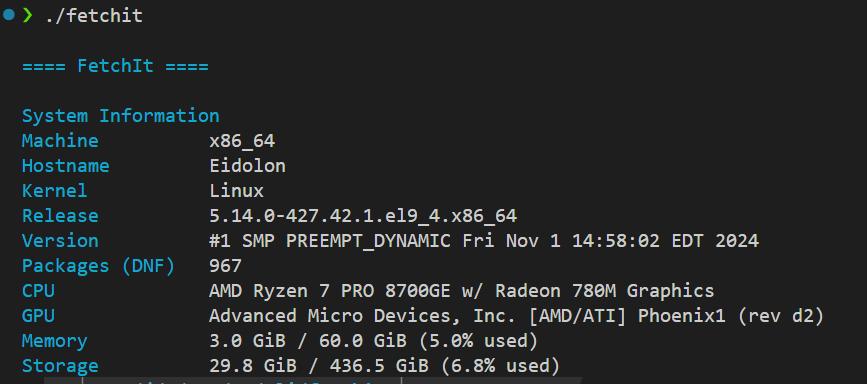 ❯ ./fetchit
==== FetchIt ====
System Information
Machine x86_64
Hostname Eidolon
Kernel Linux
Release 5.14.0-427.42.1.el9_4.x86_64
Version #1 SMP PREEMPT_DYNAMIC Fri Nov 1 14:58:02 EDT 2024
Packages (DNF) 967
CPU AMD Ryzen 7 PRO 8700GE w/ Radeon 780M Graphics
GPU Advanced Micro Devices, Inc. [AMD/ATI] Phoenix1 (rev d2)
Memory 3.0 GiB / 60.0 GiB (5.0% used)
Storage 29.8 GiB / 436.5 GiB (6.8% used)